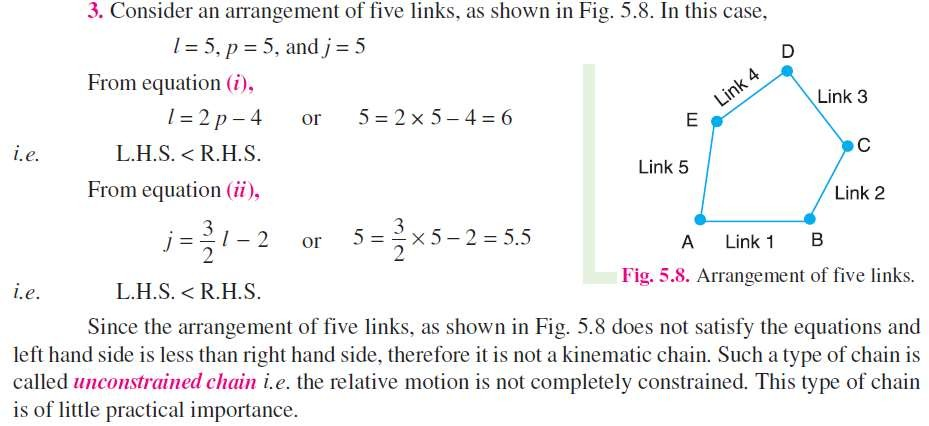 3. Consider an arrangement of five links, as shown in Fig. 5.8. In this case,
l = 5, p = 5, and j = 5
From equation (i),
l = 2 p – 4 or 5 = 2 × 5 – 4 = 6
i.e. L.H.S. < R.H.S.
From equation (ii),
j = 3/2 l – 2 or 5 = 3/2 × 5 – 2 = 5.5
i.e. L.H.S. < R.H.S.
D
Link 4
Link 3
E
C
Link 5
Link 2
A Link 1 B
Fig. 5.8. Arrangement of five links.
Since the arrangement of five links, as shown in Fig. 5.8 does not satisfy the equations and
left hand side is less than right hand side, therefore it is not a kinematic chain. Such a type of chain is
called unconstrained chain i.e. the relative motion is not completely constrained. This type of chain
is of little practical importance.